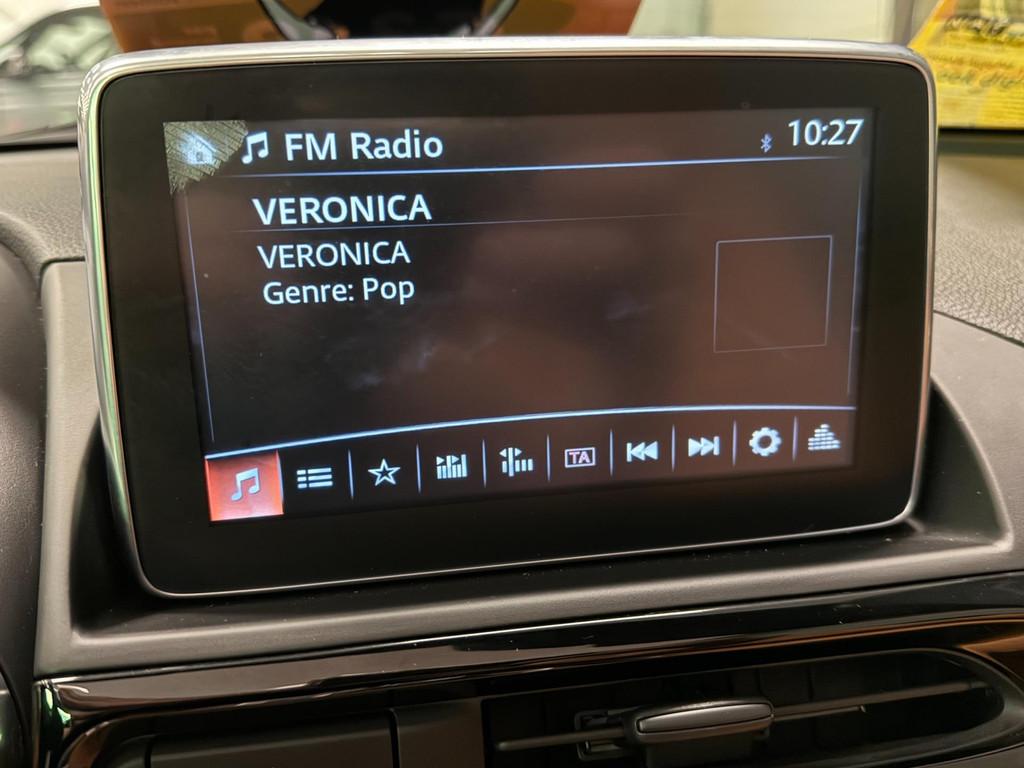 FM Radio
10:27
VERONICA
VERONICA
Genre: Pop
TA